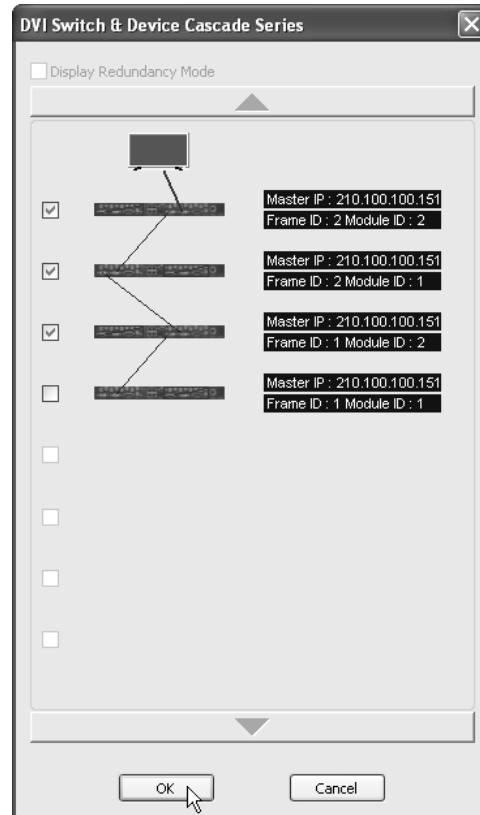 DVI Switch & Device Cascade Series
Display Redundancy Mode
Master IP : 210.100.100.151
Frame ID : 2 Module ID : 2
Master IP : 210.100.100.151
Frame ID : 2 Module ID : 1
Master IP : 210.100.100.151
Frame ID : 1 Module ID : 2
Master IP : 210.100.100.151
Frame ID : 1 Module ID : 1
OK
Cancel